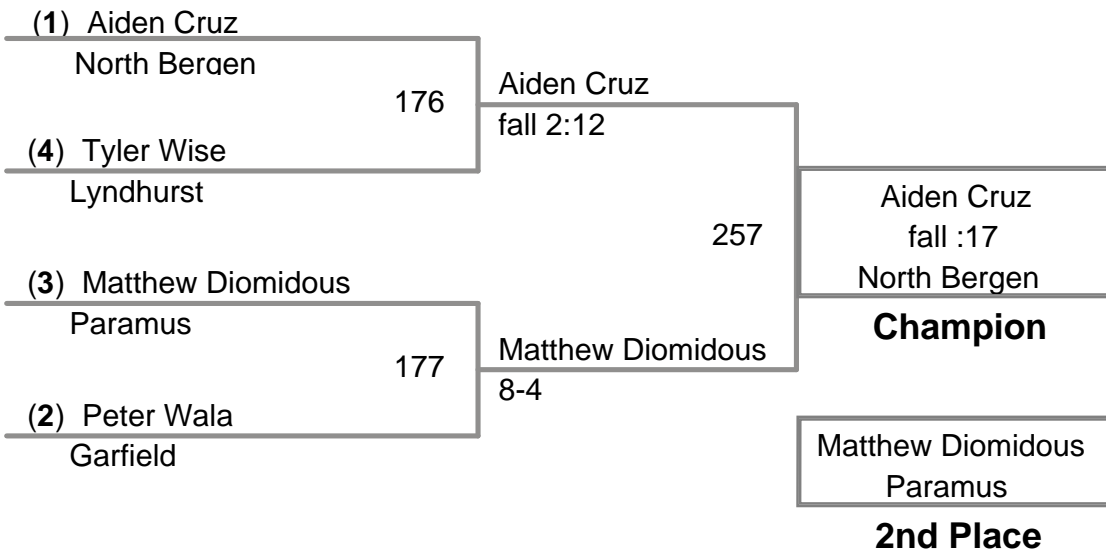 (1) Aiden Cruz
North Bergen
176
(4) Tyler Wise
Lyndhurst
Aiden Cruz
fall 2:12
(3) Matthew Diomidous
Paramus
177
(2) Peter Wala
Garfield
Matthew Diomidous
8-4
257
Aiden Cruz
fall :17
North Bergen
Champion
Matthew Diomidous
Paramus
2nd Place